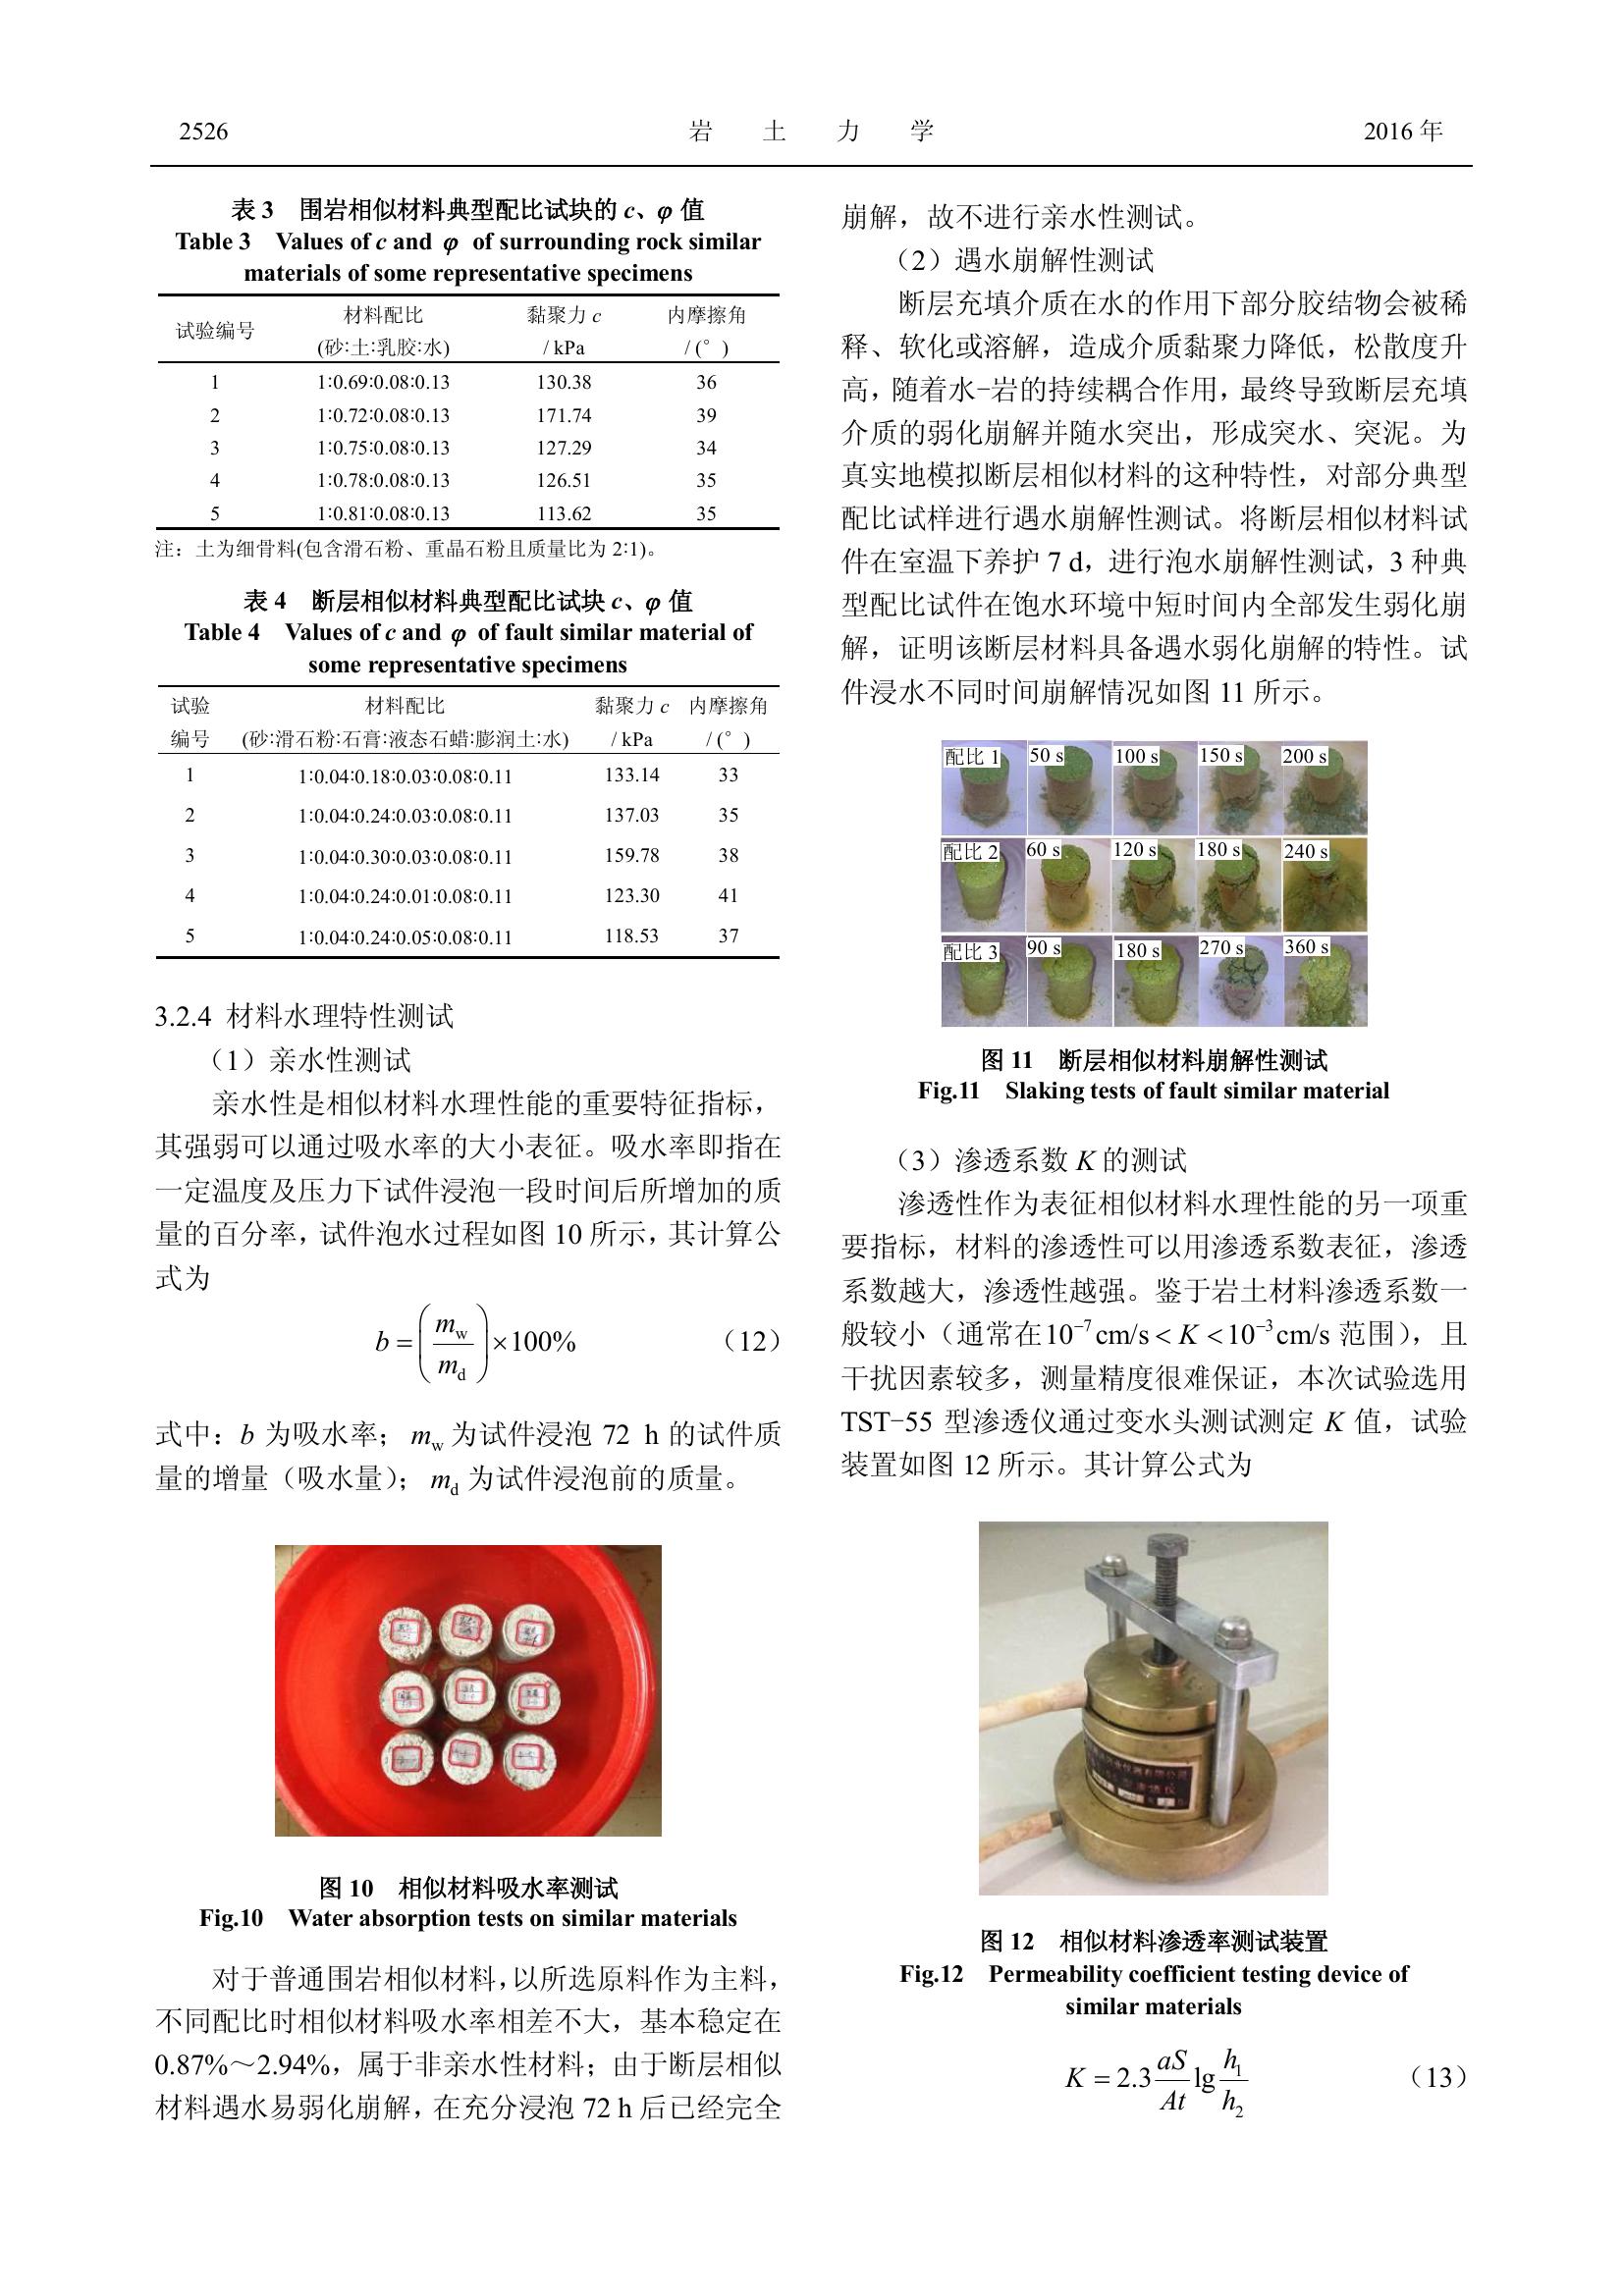 2526
岩 土 力 学
2016 年
表 3 围岩相似材料典型配比试块的 c、φ 值
Table 3 Values of c and φ of surrounding rock similar
materials of some representative specimens
试验编号 材料配比 黏聚力 c 内摩擦角
(砂∶土∶乳胶∶水) / kPa / (°)
1 1∶0.69∶0.08∶0.13 130.38 36
2 1∶0.72∶0.08∶0.13 171.74 39
3 1∶0.75∶0.08∶0.13 127.29 34
4 1∶0.78∶0.08∶0.13 126.51 35
5 1∶0.81∶0.08∶0.13 113.62 35
注：土为细骨料(包含滑石粉、重晶石粉且质量比为 2∶1)。
表 4 断层相似材料典型配比试块 c、φ 值
Table 4 Values of c and φ of fault similar material of
some representative specimens
试验 材料配比 黏聚力 c 内摩擦角
编号 (砂∶滑石粉∶石膏∶液态石蜡∶膨润土∶水) / kPa / (°)
1 1∶0.04∶0.18∶0.03∶0.08∶0.11 133.14 33
2 1∶0.04∶0.24∶0.03∶0.08∶0.11 137.03 35
3 1∶0.04∶0.30∶0.03∶0.08∶0.11 159.78 38
4 1∶0.04∶0.24∶0.01∶0.08∶0.11 123.30 41
5 1∶0.04∶0.24∶0.05∶0.08∶0.11 118.53 37
3.2.4 材料水理特性测试
（1）亲水性测试
亲水性是相似材料水理性能的重要特征指标，
其强弱可以通过吸水率的大小表征。吸水率即指在
一定温度及压力下试件浸泡一段时间后所增加的质
量的百分率，试件泡水过程如图 10 所示，其计算公
式为
b = (m_w / m_d) × 100% （12）
式中：b 为吸水率；m_w 为试件浸泡 72 h 的试件质
量的增量（吸水量）；m_d 为试件浸泡前的质量。
图 10 相似材料吸水率测试
Fig.10 Water absorption tests on similar materials
对于普通围岩相似材料，以所选原料作为主料，
不同配比时相似材料吸水率相差不大，基本稳定在
0.87%～2.94%，属于非亲水性材料；由于断层相似
材料遇水易弱化崩解，在充分浸泡 72 h 后已经完全
崩解，故不进行亲水性测试。
（2）遇水崩解性测试
断层充填介质在水的作用下部分胶结物会被稀
释、软化或溶解，造成介质黏聚力降低，松散度升
高，随着水-岩的持续耦合作用，最终导致断层充填
介质的弱化崩解并随水突出，形成突水、突泥。为
真实地模拟断层相似材料的这种特性，对部分典型
配比试样进行遇水崩解性测试。将断层相似材料试
件在室温下养护 7 d，进行泡水崩解性测试，3 种典
型配比试件在饱水环境中短时间内全部发生弱化崩
解，证明该断层材料具备遇水弱化崩解的特性。试
件浸水不同时间崩解情况如图 11 所示。
配比 1 50 s 100 s 150 s 200 s
配比 2 60 s 120 s 180 s 240 s
配比 3 90 s 180 s 270 s 360 s
图 11 断层相似材料崩解性测试
Fig.11 Slaking tests of fault similar material
（3）渗透系数 K 的测试
渗透性作为表征相似材料水理性能的另一项重
要指标，材料的渗透性可以用渗透系数表征，渗透
系数越大，渗透性越强。鉴于岩土材料渗透系数一
般较小（通常在10⁻⁷cm/s < K <10⁻³cm/s 范围），且
干扰因素较多，测量精度很难保证，本次试验选用
TST-55 型渗透仪通过变水头测试测定 K 值，试验
装置如图 12 所示。其计算公式为
图 12 相似材料渗透率测试装置
Fig.12 Permeability coefficient testing device of
similar materials
K = 2.3 (aS / At) lg (h₁ / h₂) （13）